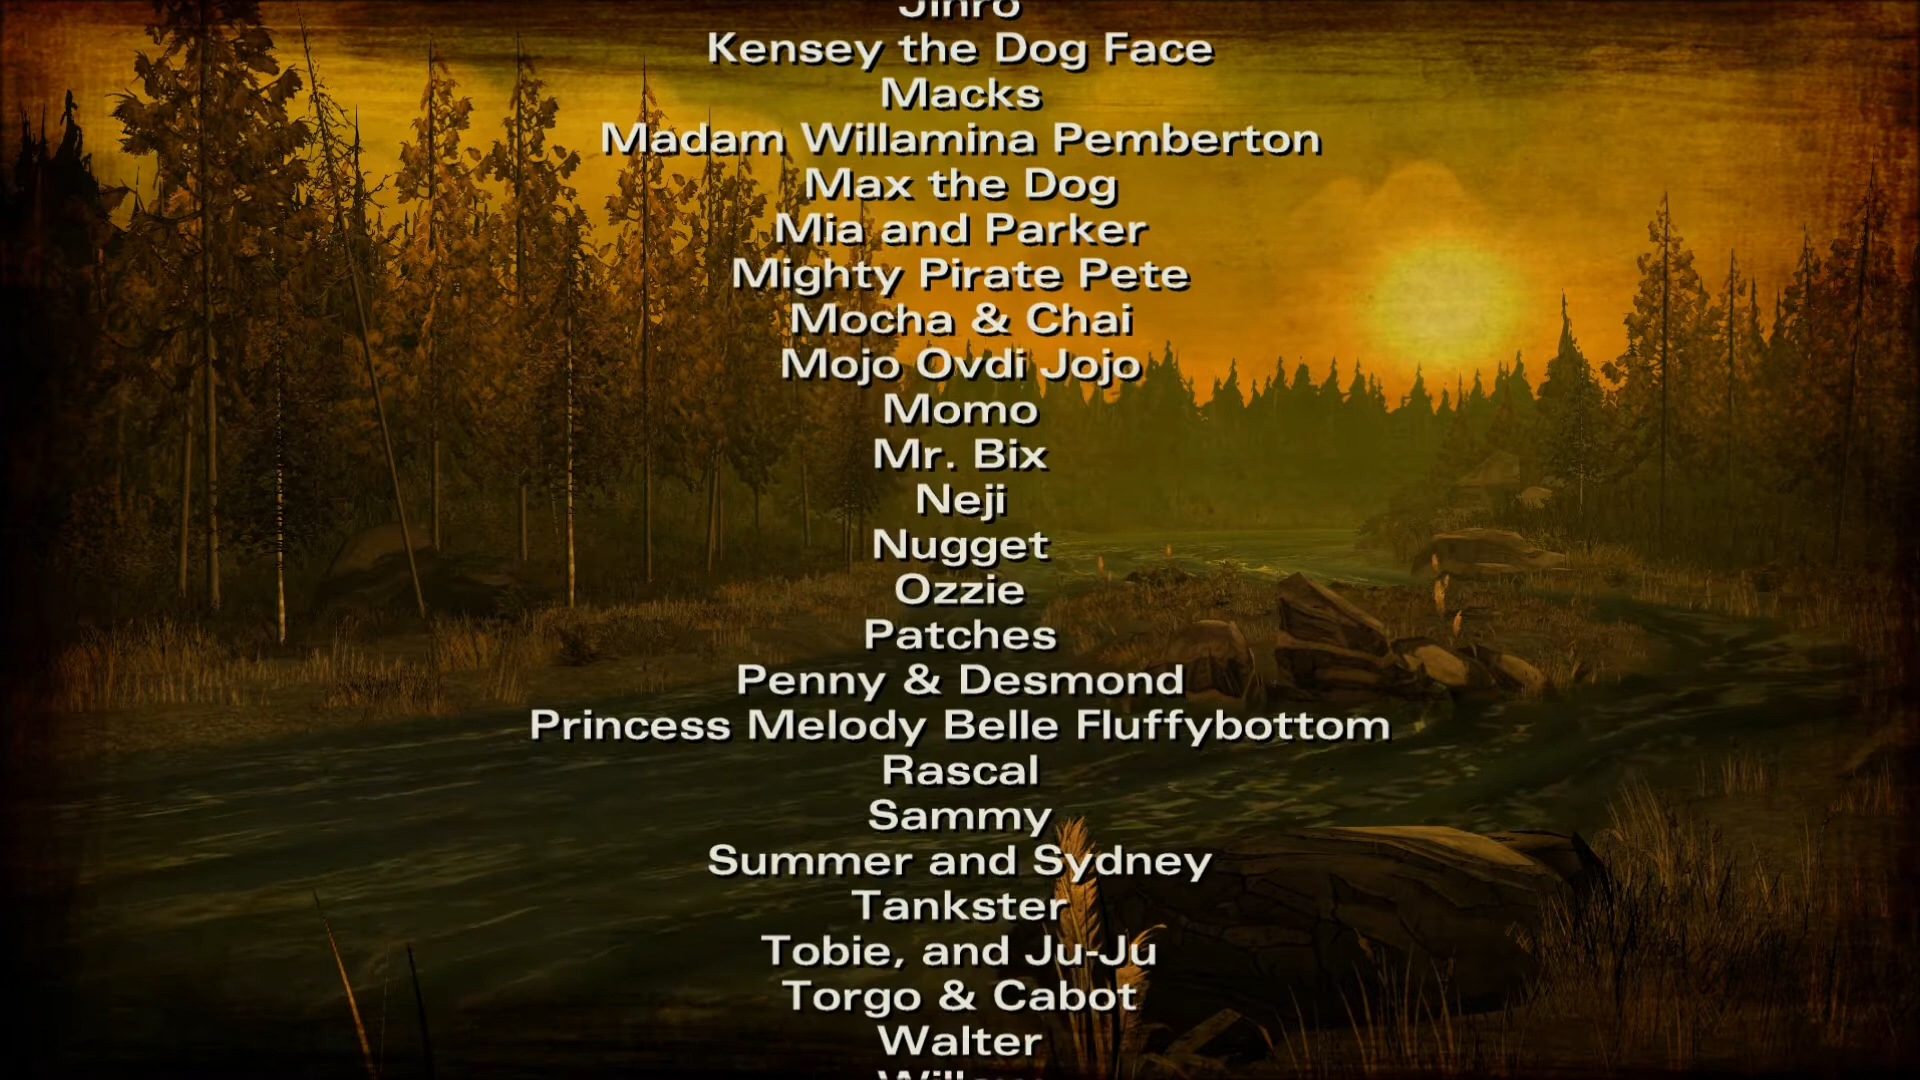 Jinro
Kensey the Dog Face
Macks
Madam Willamina Pemberton
Max the Dog
Mia and Parker
Mighty Pirate Pete
Mocha & Chai
Mojo Ovdi Jojo
Momo
Mr. Bix
Neji
Nugget
Ozzie
Patches
Penny & Desmond
Princess Melody Belle Fluffybottom
Rascal
Sammy
Summer and Sydney
Tankster
Tobie, and Ju-Ju
Torgo & Cabot
Walter